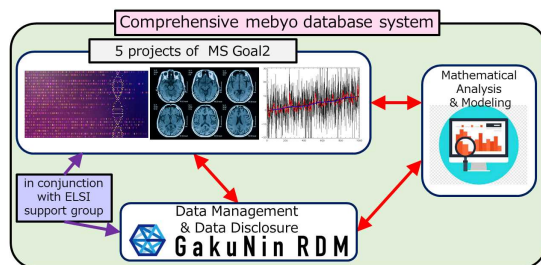 Comprehensive mebyo database system
5 projects of MS Goal2
Mathematical
Analysis
& Modeling
in conjunction
with ELSI
support group
Data Management
& Data Disclosure
GakuNin RDM